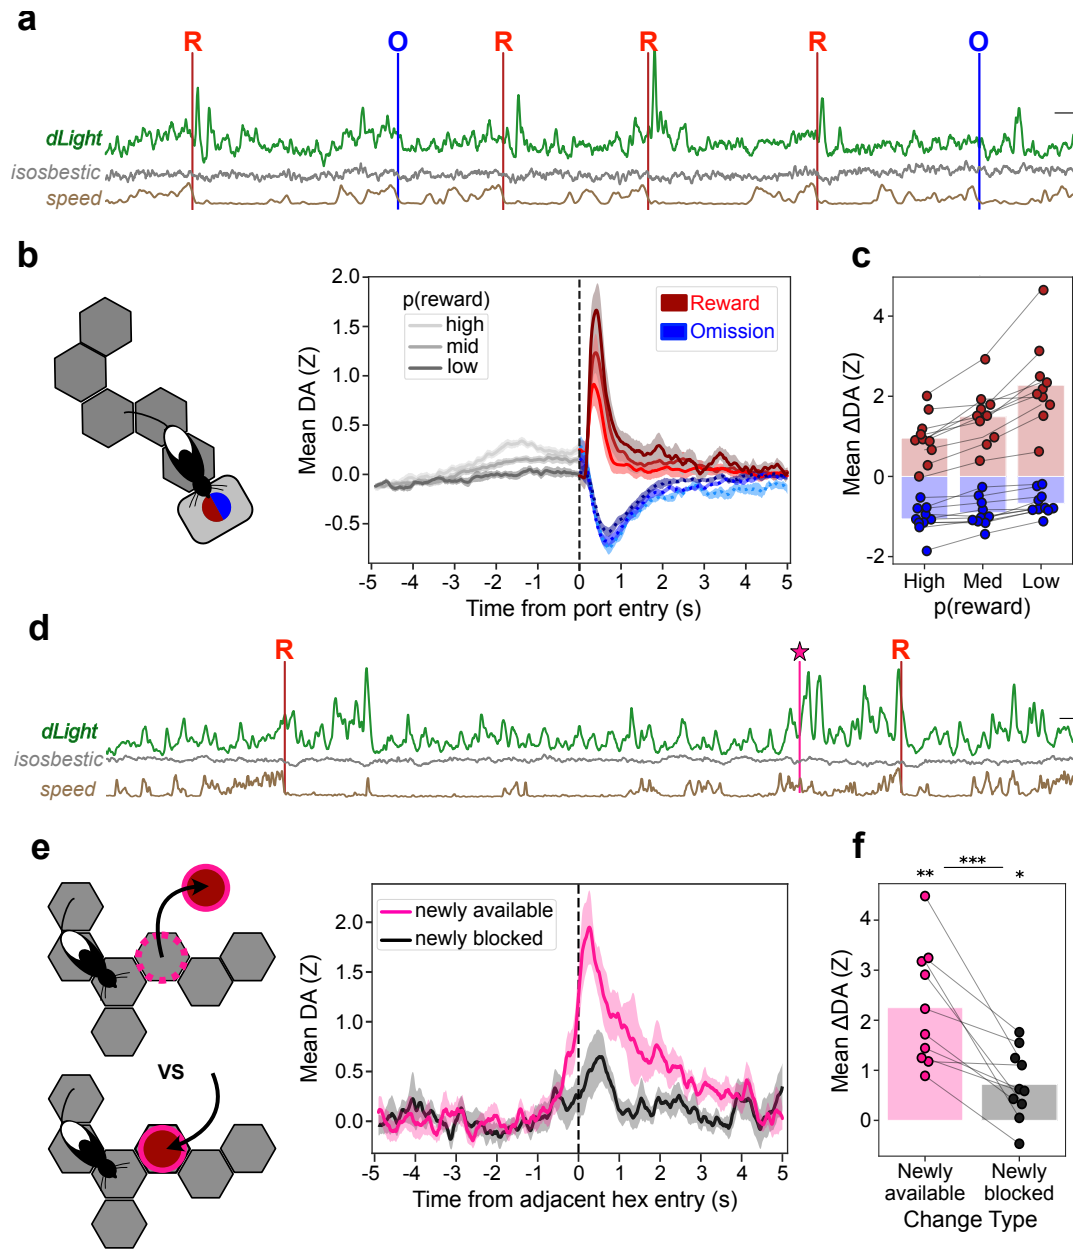 a
R O R R R O
dLight
isosbestic
speed
b
p(reward)
high
mid
low
Reward
Omission
Mean DA (Z)
2.0
1.5
1.0
0.5
0.0
-0.5
-5 -4 -3 -2 -1 0 1 2 3 4 5
Time from port entry (s)
c
Mean ΔDA (Z)
4
2
0
-2
High Med Low
p(reward)
d
R R
dLight
isosbestic
speed
e
vs
newly available
newly blocked
Mean DA (Z)
2.0
1.5
1.0
0.5
0.0
-5 -4 -3 -2 -1 0 1 2 3 4 5
Time from adjacent hex entry (s)
f
***
** *
Mean ΔDA (Z)
4
3
2
1
0
Newly Newly
available blocked
Change Type